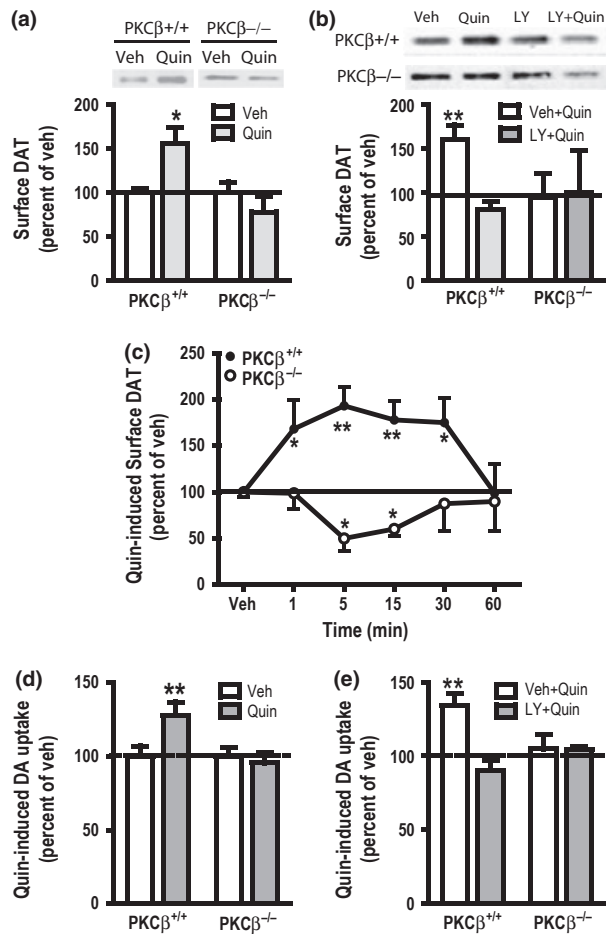 (a)
PKCβ+/+ PKCβ−/−
Veh Quin Veh Quin
Surface DAT
(percent of veh)
200
150
100
50
0
*
Veh
Quin
PKCβ+/+ PKCβ−/−
(b)
Veh Quin LY LY+Quin
PKCβ+/+
PKCβ−/−
Surface DAT
(percent of veh)
200
150
100
50
0
**
Veh+Quin
LY+Quin
PKCβ+/+ PKCβ−/−
(c)
Quin-induced Surface DAT
(percent of veh)
250
200
150
100
50
0
PKCβ+/+
PKCβ−/−
* ** ** *
* *
Veh 1 5 15 30 60
Time (min)
(d)
Quin-induced DA uptake
(percent of veh)
150
100
50
0
**
Veh
Quin
PKCβ+/+ PKCβ−/−
(e)
Quin-induced DA uptake
(percent of veh)
150
100
50
0
**
Veh+Quin
LY+Quin
PKCβ+/+ PKCβ−/−